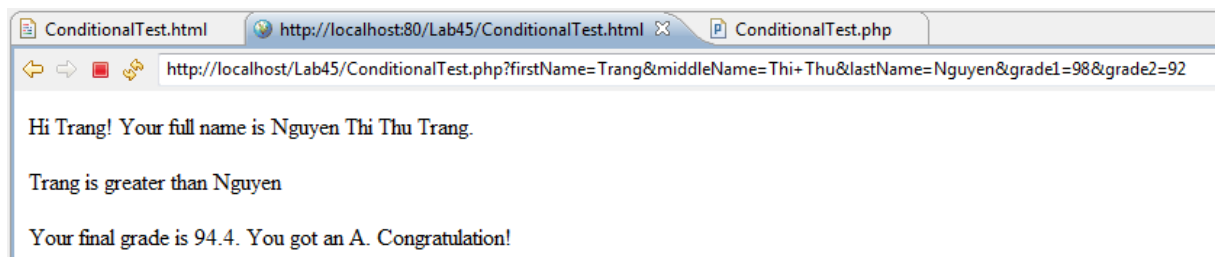 ConditionalTest.html
http://localhost:80/Lab45/ConditionalTest.html
ConditionalTest.php
http://localhost/Lab45/ConditionalTest.php?firstName=Trang&middleName=Thi+Thu&lastName=Nguyen&grade1=98&grade2=92
Hi Trang! Your full name is Nguyen Thi Thu Trang.
Trang is greater than Nguyen
Your final grade is 94.4. You got an A. Congratulation!